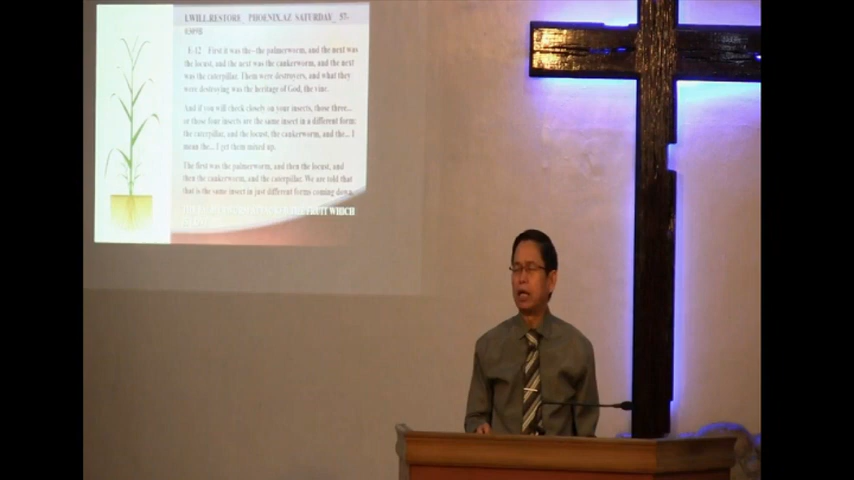 I.WILL.RESTORE_ PHOENIX.AZ SATURDAY_ 57-
0309B
E-12 First it was the--the palmerworm, and the next was
the locust, and the next was the cankerworm, and the next
was the caterpillar. Them were destroyers, and what they
were destroying was the heritage of God, the vine.
And if you will check closely on your insects, those three...
or those four insects are the same insect in a different form:
the caterpillar, and the locust, the cankerworm, and the... I
mean the... I get them mixed up.
The first was the palmerworm, and then the locust, and
then the cankerworm, and the caterpillar. We are told that
that is the same insect in just different forms coming down.
FRUIT WHICH